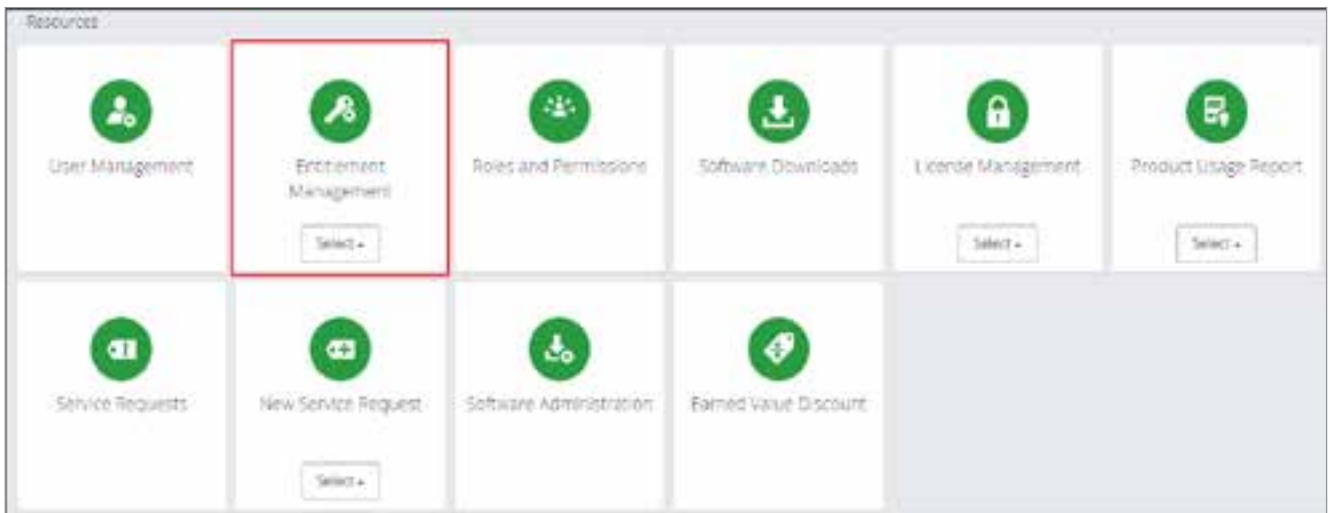 Resources
User Management
Entitlement
Management
Select
Roles and Permissions
Software Downloads
License Management
Select
Product Usage Report
Select
Service Requests
New Service Request
Select
Software Administration
Earned Value Discount